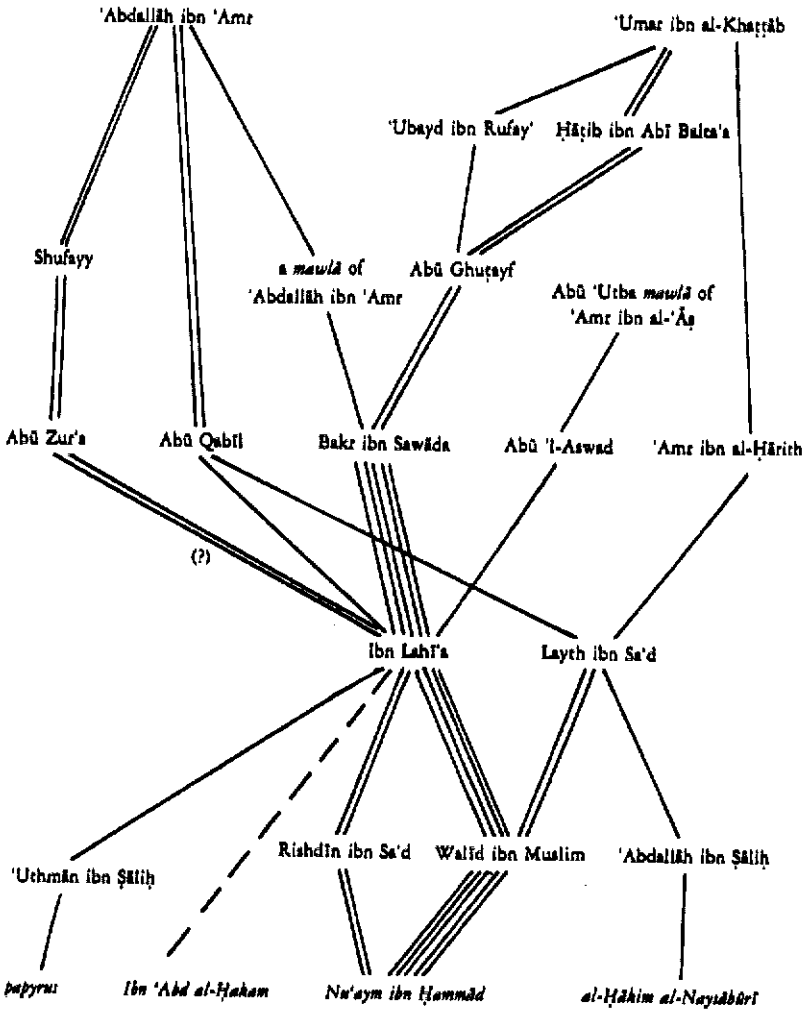 'Abdallāh ibn 'Amr
'Umar ibn al-Khaṭṭāb
'Ubayd ibn Rufay'
Ḥāṭib ibn Abī Balta'a
Shufayy
a mawlā of
'Abdallāh ibn 'Amr
Abū Ghuṭayf
Abū 'Utba mawlā of
'Amr ibn al-'Āṣ
Abū Zur'a
Abū Qabīl
Bakr ibn Sawāda
Abū 'l-Aswad
'Amr ibn al-Ḥārith
(?)
Ibn Lahī'a
Layth ibn Sa'd
'Uthmān ibn Ṣāliḥ
Rishdīn ibn Sa'd
Walīd ibn Muslim
'Abdallāh ibn Ṣāliḥ
papyrus
Ibn 'Abd al-Ḥakam
Nu'aym ibn Ḥammād
al-Ḥākim al-Naysābūrī